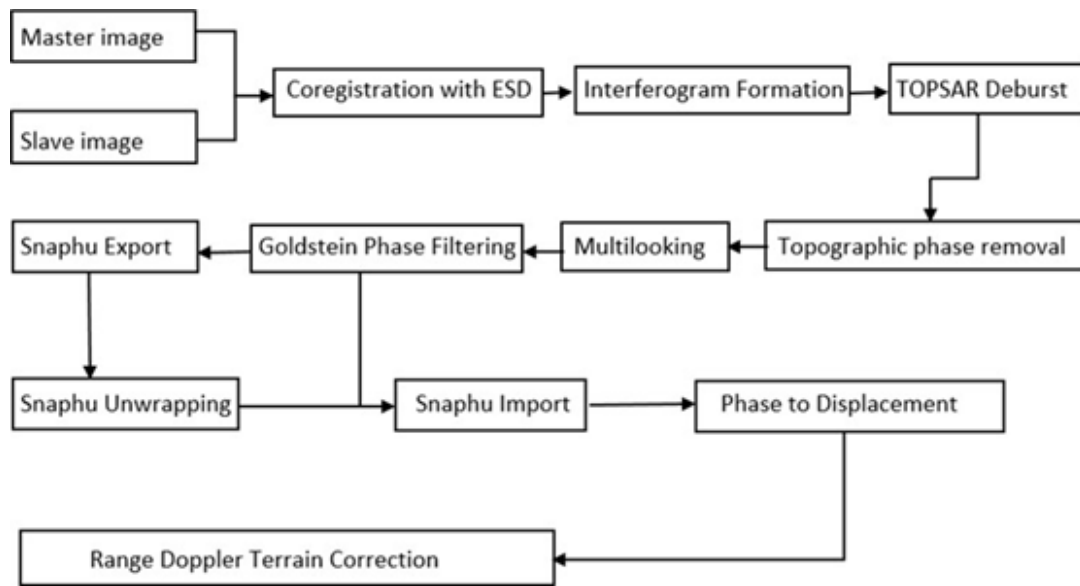 Master image
Slave image
Coregistration with ESD
Interferogram Formation
TOPSAR Deburst
Topographic phase removal
Multilooking
Goldstein Phase Filtering
Snaphu Export
Snaphu Unwrapping
Snaphu Import
Phase to Displacement
Range Doppler Terrain Correction